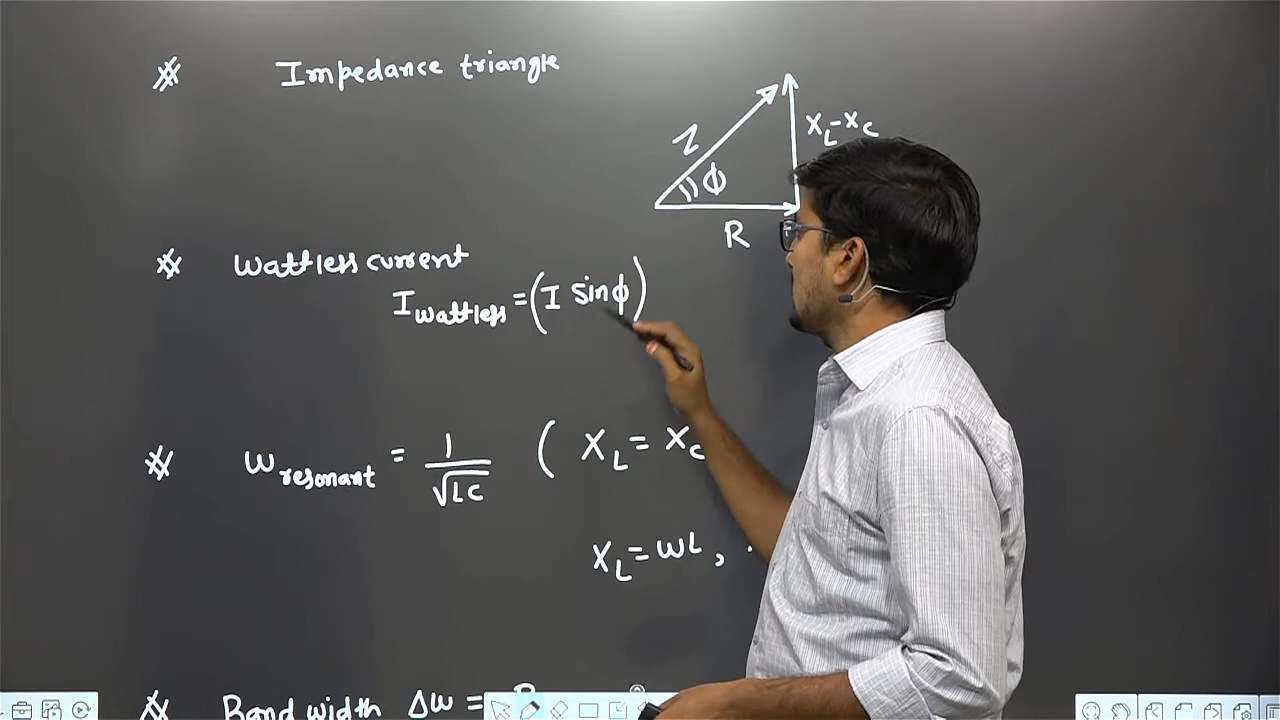 Impedance triangle
Z
ϕ
X_L - X_C
R
Wattless current
I_wattless = (I sinϕ)
ω_resonant = 1/√LC ( X_L = X_C
X_L = ωL ,
Band width Δω =